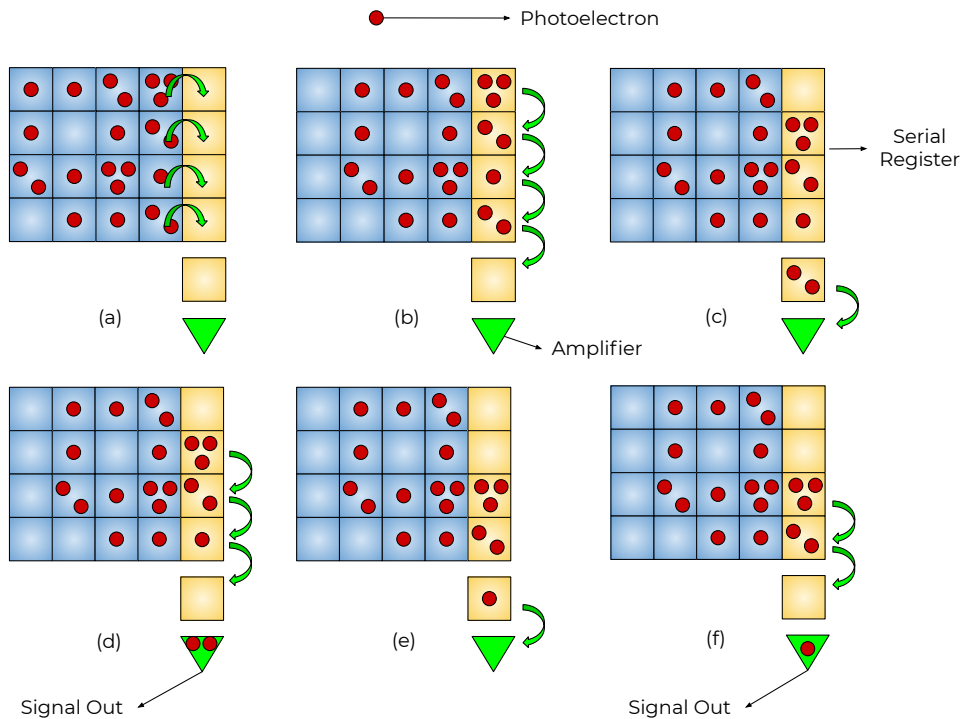 Photoelectron
Serial
Register
(a)
(b)
(c)
Amplifier
(d)
(e)
(f)
Signal Out
Signal Out